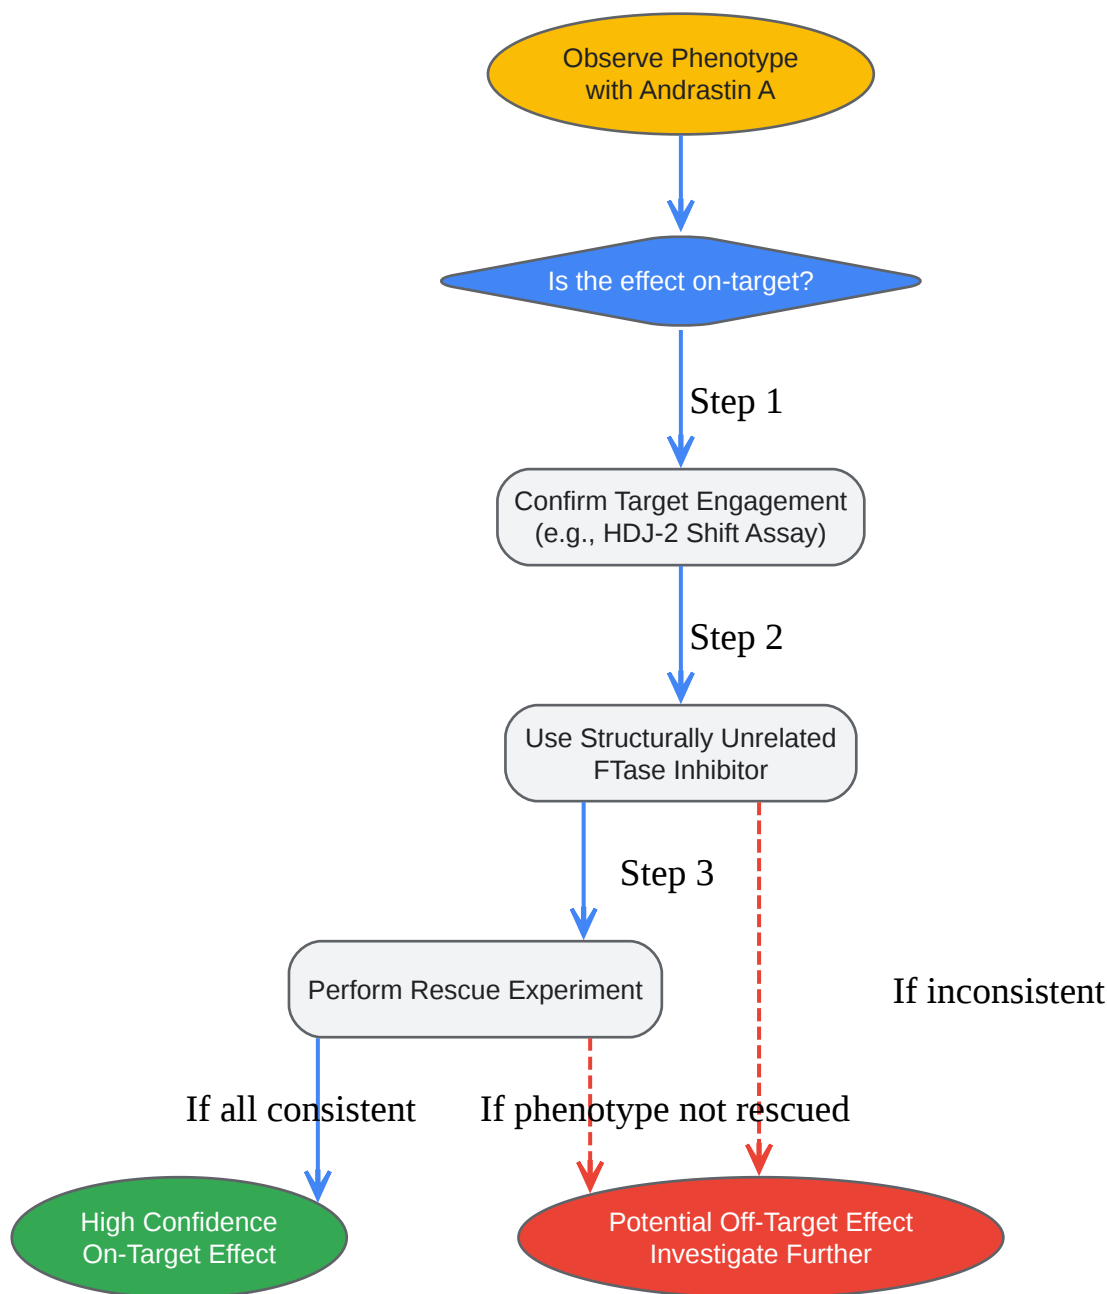 Observe Phenotype
with Andrastin A
Is the effect on-target?
Step 1
Confirm Target Engagement
(e.g., HDJ-2 Shift Assay)
Step 2
Use Structurally Unrelated
FTase Inhibitor
Step 3
Perform Rescue Experiment
If inconsistent
If all consistent
If phenotype not rescued
High Confidence
On-Target Effect
Potential Off-Target Effect
Investigate Further